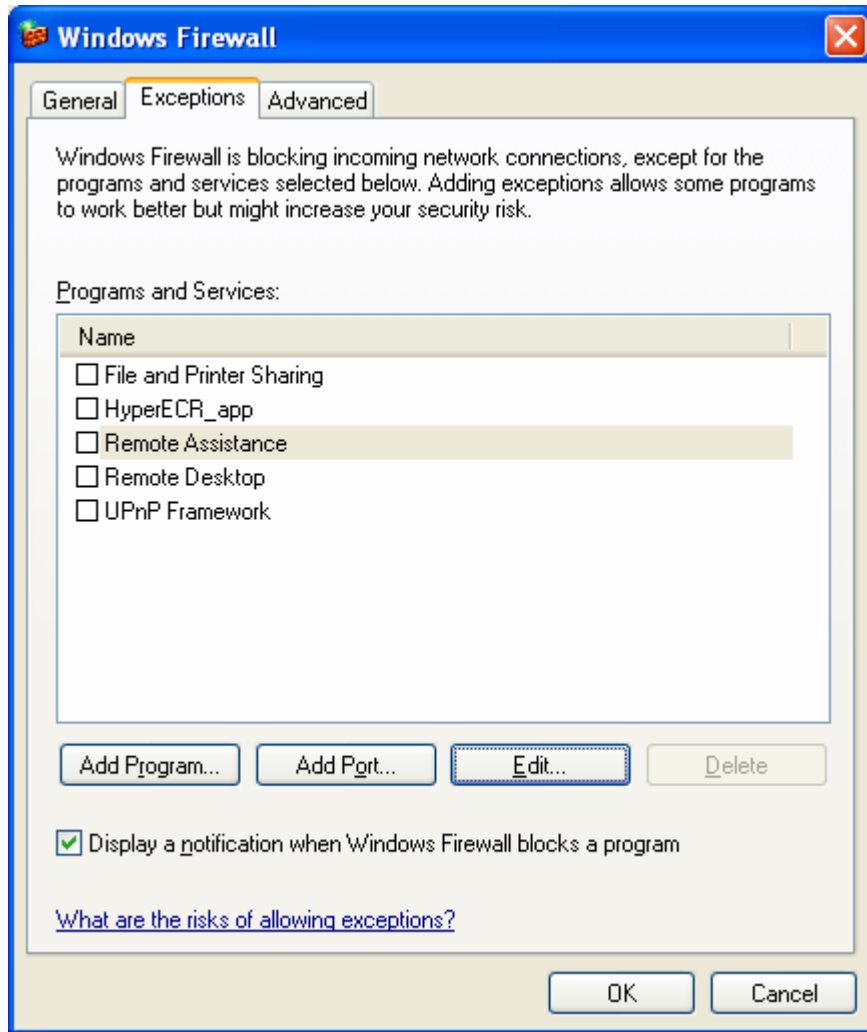 Windows Firewall
General Exceptions Advanced
Windows Firewall is blocking incoming network connections, except for the
programs and services selected below. Adding exceptions allows some programs
to work better but might increase your security risk.
Programs and Services:
Name
File and Printer Sharing
HyperECR_app
Remote Assistance
Remote Desktop
UPnP Framework
Add Program... Add Port... Edit... Delete
Display a notification when Windows Firewall blocks a program
What are the risks of allowing exceptions?
OK Cancel